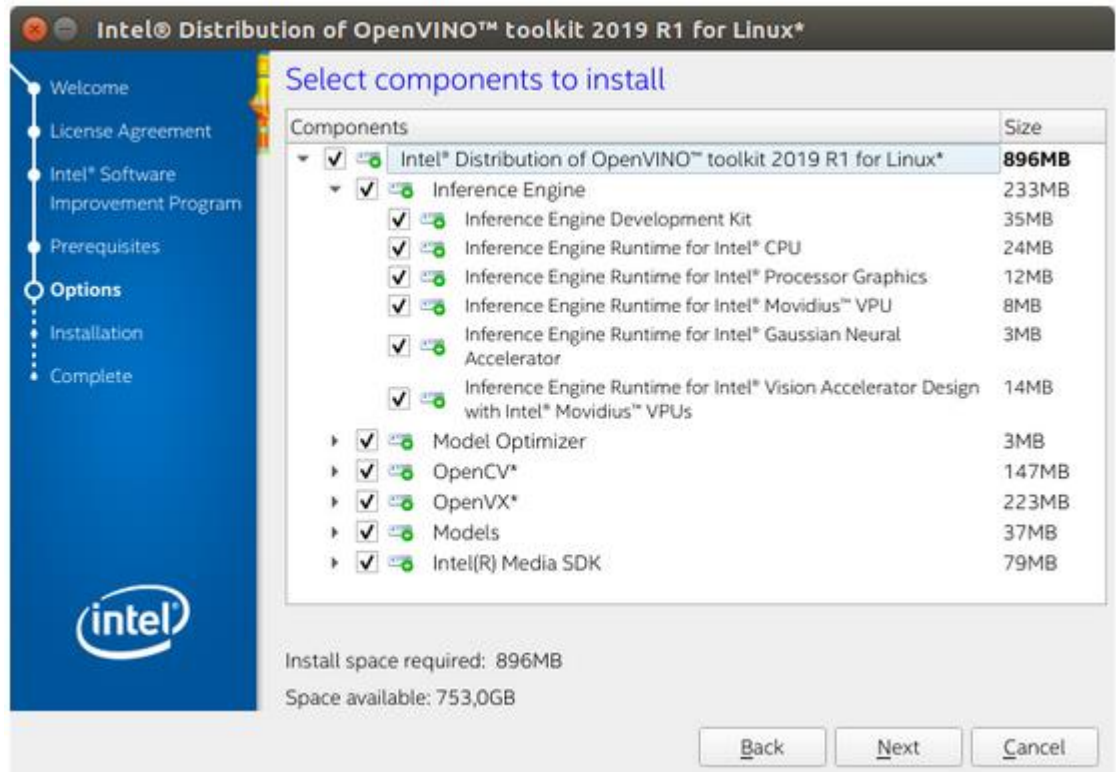 Intel® Distribution of OpenVINO™ toolkit 2019 R1 for Linux*
Welcome
License Agreement
Intel® Software
Improvement Program
Prerequisites
Options
Installation
Complete
intel®
Select components to install
Components Size
Intel® Distribution of OpenVINO™ toolkit 2019 R1 for Linux* 896MB
Inference Engine 233MB
Inference Engine Development Kit 35MB
Inference Engine Runtime for Intel® CPU 24MB
Inference Engine Runtime for Intel® Processor Graphics 12MB
Inference Engine Runtime for Intel® Movidius™ VPU 8MB
Inference Engine Runtime for Intel® Gaussian Neural 3MB
Accelerator
Inference Engine Runtime for Intel® Vision Accelerator Design 14MB
with Intel® Movidius™ VPUs
Model Optimizer 3MB
OpenCV* 147MB
OpenVX* 223MB
Models 37MB
Intel(R) Media SDK 79MB
Install space required: 896MB
Space available: 753,0GB
Back Next Cancel